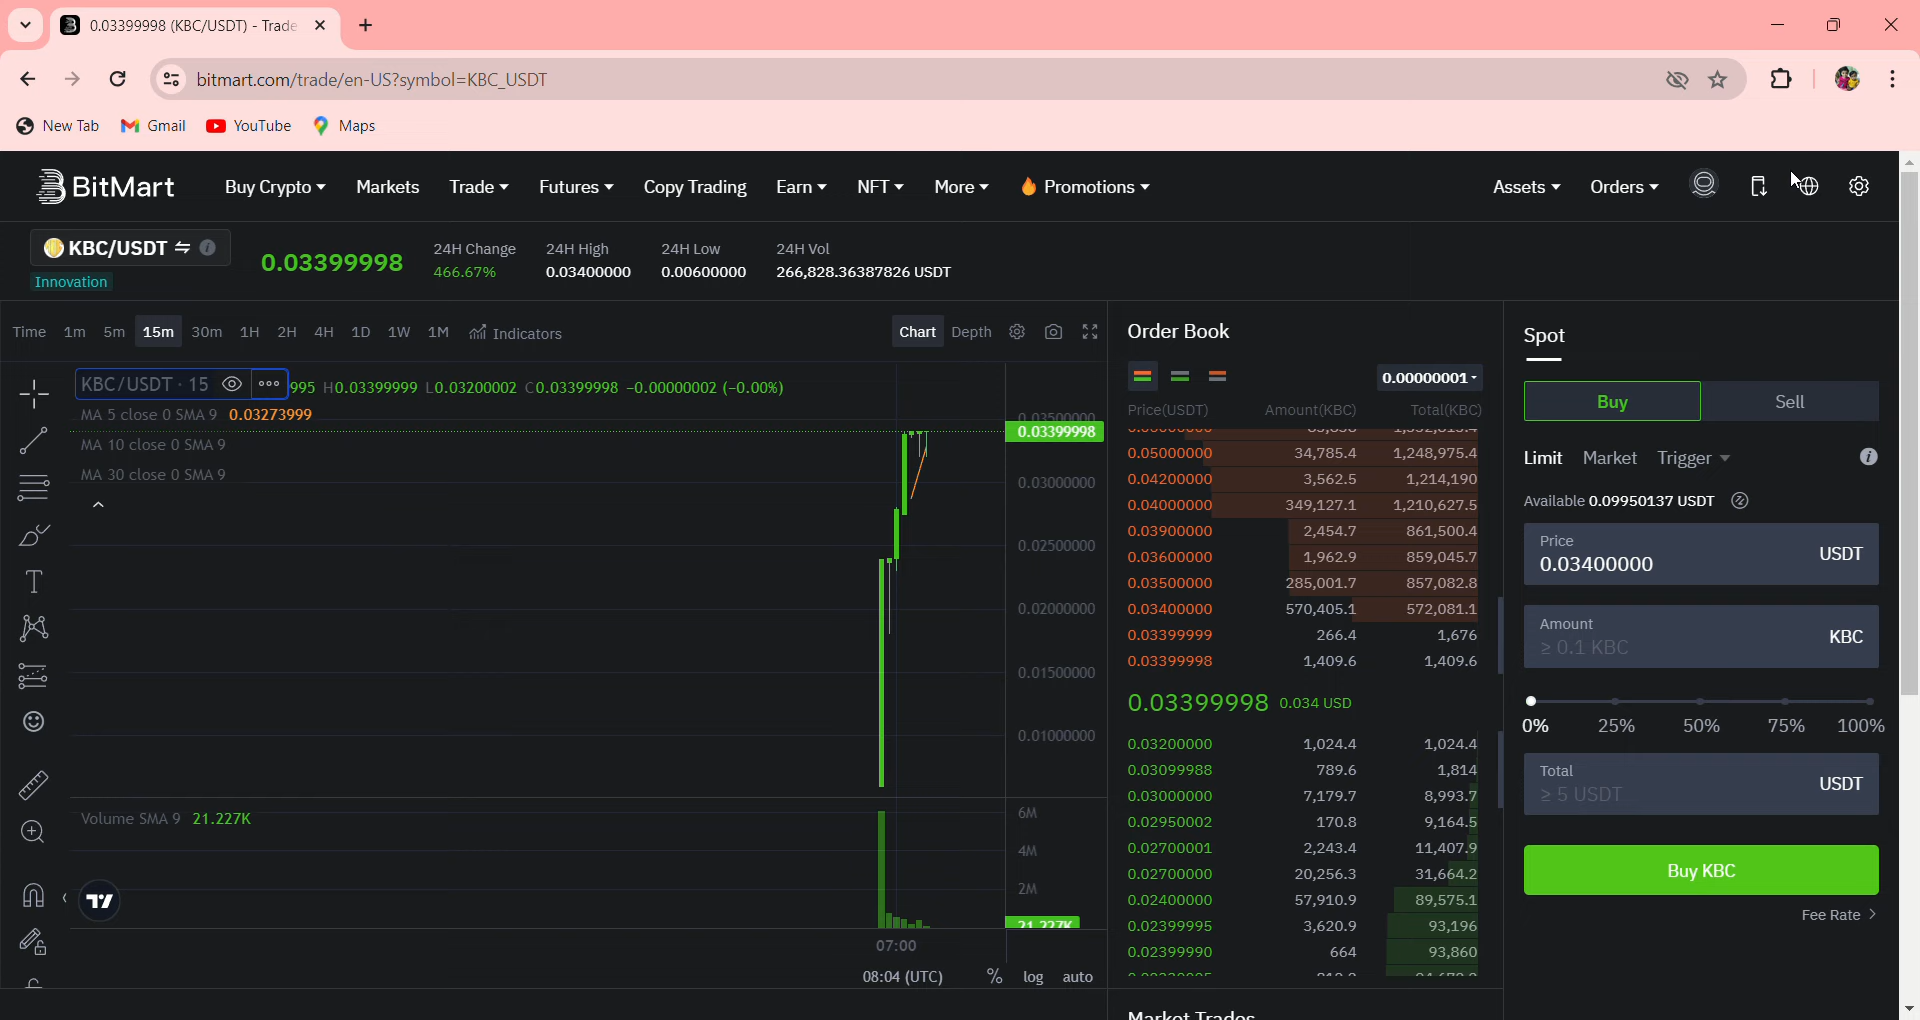 0.03399998 (KBC/USDT) - Trade
bitmart.com/trade/en-US?symbol=KBC_USDT
New Tab Gmail YouTube Maps
BitMart Buy Crypto Markets Trade Futures Copy Trading Earn NFT More Promotions Assets Orders
KBC/USDT
Innovation
0.03399998
24H Change 24H High 24H Low 24H Vol
466.67% 0.03400000 0.00600000 266,828.36387826 USDT
Time 1m 5m 15m 30m 1H 2H 4H 1D 1W 1M Indicators Chart Depth
KBC/USDT · 15 995 H0.03399999 L0.03200002 C0.03399998 -0.00000002 (-0.00%)
MA 5 close 0 SMA 9 0.03273999
MA 10 close 0 SMA 9
MA 30 close 0 SMA 9
0.03500000
0.03399998
0.03000000
0.02500000
0.02000000
0.01500000
0.01000000
Volume SMA 9 21.227K
6M
4M
2M
21.227K
07:00
08:04 (UTC) % log auto
Order Book
0.00000001
Price(USDT) Amount(KBC) Total(KBC)
0.05000000 34,785.4 1,248,975.4
0.04200000 3,562.5 1,214,190
0.04000000 349,127.1 1,210,627.5
0.03900000 2,454.7 861,500.4
0.03600000 1,962.9 859,045.7
0.03500000 285,001.7 857,082.8
0.03400000 570,405.1 572,081.1
0.03399999 266.4 1,676
0.03399998 1,409.6 1,409.6
0.03399998 0.034 USD
0.03200000 1,024.4 1,024.4
0.03099988 789.6 1,814
0.03000000 7,179.7 8,993.7
0.02950002 170.8 9,164.5
0.02700001 2,243.4 11,407.9
0.02700000 20,256.3 31,664.2
0.02400000 57,910.9 89,575.1
0.02399995 3,620.9 93,196
0.02399990 664 93,860
Market Trades
Spot
Buy Sell
Limit Market Trigger
Available 0.09950137 USDT
Price
0.03400000 USDT
Amount
≥ 0.1 KBC KBC
0% 25% 50% 75% 100%
Total
≥ 5 USDT USDT
Buy KBC
Fee Rate >